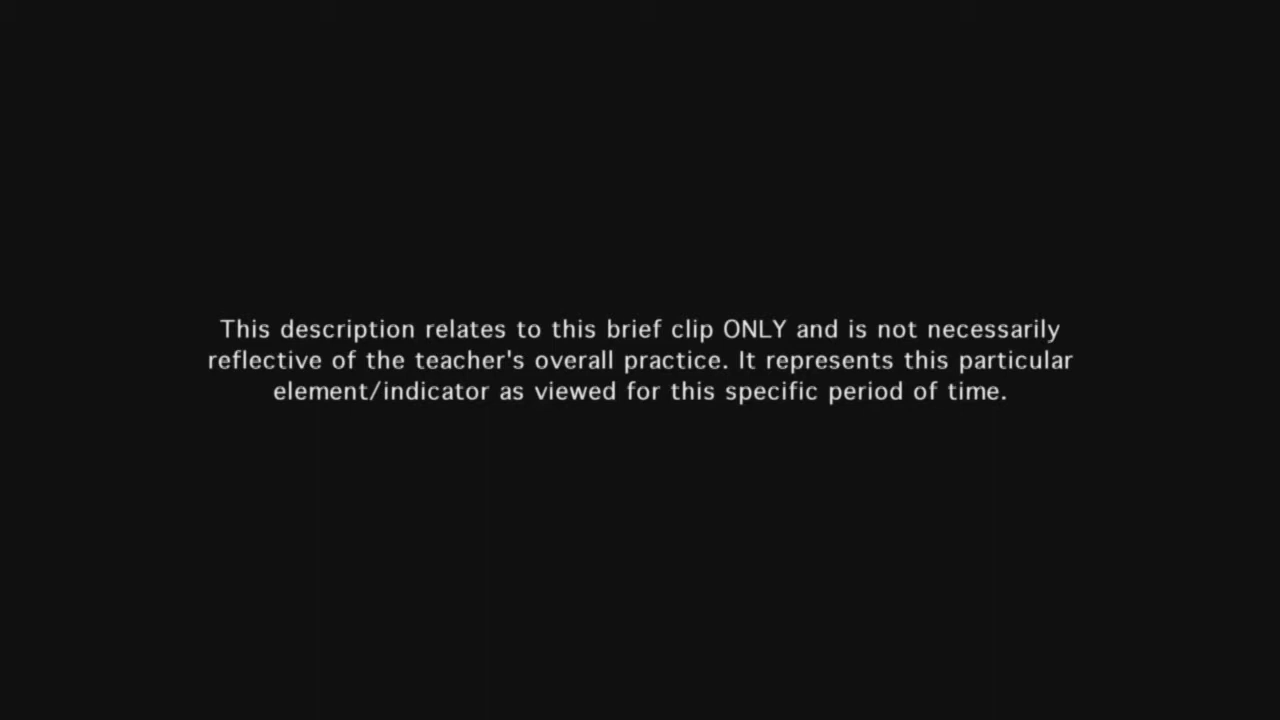 This description relates to this brief clip ONLY and is not necessarily
reflective of the teacher's overall practice. It represents this particular
element/indicator as viewed for this specific period of time.